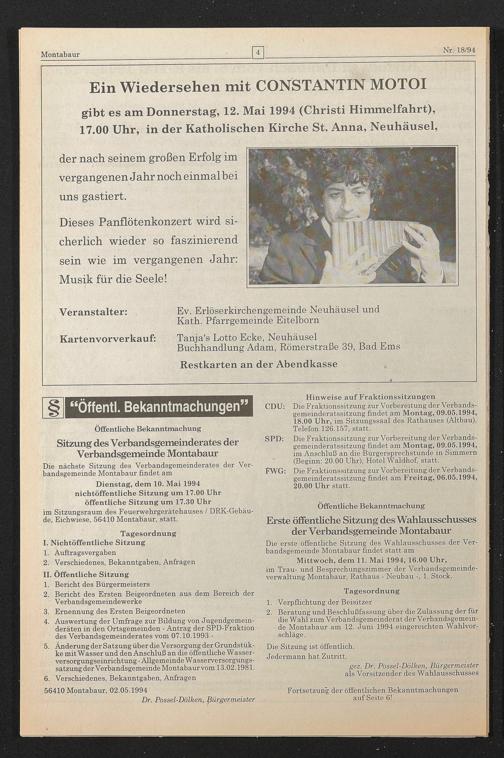 Montabaur
4
Nr. 18/94
Ein Wiedersehen mit CONSTANTIN MOTOI
gibt es am Donnerstag, 12. Mai 1994 (Christi Himmelfahrt),
17.00 Uhr, in der Katholischen Kirche St. Anna, Neuhäusel,
der nach seinem großen Erfolg im
vergangenen Jahr noch einmal bei
uns gastiert.
Dieses Panflötenkonzert wird si-
cherlich wieder so faszinierend
sein wie im vergangenen Jahr:
Musik für die Seele!
Veranstalter: Ev. Erlöserkirchengemeinde Neuhäusel und
Kath. Pfarrgemeinde Eitelborn
Kartenvorverkauf: Tanja's Lotto Ecke, Neuhäusel
Buchhandlung Adam, Römerstraße 39, Bad Ems
Restkarten an der Abendkasse
§ "Öffentl. Bekanntmachungen"
Öffentliche Bekanntmachung
Sitzung des Verbandsgemeinderates der
Verbandsgemeinde Montabaur
Die nächste Sitzung des Verbandsgemeinderates der Ver-
bandsgemeinde Montabaur findet am
Dienstag, dem 10. Mai 1994
nichtöffentliche Sitzung um 17.00 Uhr
öffentliche Sitzung um 17.30 Uhr
im Sitzungsraum des Feuerwehrgerätehauses / DRK-Gebäu-
de, Eichwiese, 56410 Montabaur, statt.
Tagesordnung
I. Nichtöffentliche Sitzung
1. Auftragsvergaben
2. Verschiedenes, Bekanntgaben, Anfragen
II. Öffentliche Sitzung
1. Bericht des Bürgermeisters
2. Bericht des Ersten Beigeordneten aus dem Bereich der
Verbandsgemeindewerke
3. Ernennung des Ersten Beigeordneten
4. Auswertung der Umfrage zur Bildung von Jugendgemein-
deräten in den Ortsgemeinden - Antrag der SPD-Fraktion
des Verbandsgemeinderates vom 07.10.1993 -
5. Änderung der Satzung über die Versorgung der Grundstük-
ke mit Wasser und den Anschluß an die öffentliche Wasser-
versorgungseinrichtung - Allgemeine Wasserversorgungs-
satzung der Verbandsgemeinde Montabaur vom 13.02.1981
6. Verschiedenes, Bekanntgaben, Anfragen
56410 Montabaur, 02.05.1994
Dr. Possel-Dölken, Bürgermeister
Hinweise auf Fraktionssitzungen
CDU: Die Fraktionssitzung zur Vorbereitung der Verbands-
gemeinderatssitzung findet am Montag, 09.05.1994,
18.00 Uhr, im Sitzungssaal des Rathauses (Altbau),
Telefon 126-157, statt.
SPD: Die Fraktionssitzung zur Vorbereitung der Verbands-
gemeinderatssitzung findet am Montag, 09.05.1994,
im Anschluß an die Bürgersprechstunde in Simmern
(Beginn: 20.00 Uhr), Hotel Waldhof, statt.
FWG: Die Fraktionssitzung zur Vorbereitung der Verbands-
gemeinderatssitzung findet am Freitag, 06.05.1994,
20.00 Uhr statt.
Öffentliche Bekanntmachung
Erste öffentliche Sitzung des Wahlausschusses
der Verbandsgemeinde Montabaur
Die erste öffentliche Sitzung des Wahlausschusses der Ver-
bandsgemeinde Montabaur findet statt am
Mittwoch, dem 11. Mai 1994, 16.00 Uhr,
im Trau- und Besprechungszimmer der Verbandsgemeinde-
verwaltung Montabaur, Rathaus - Neubau -, 1. Stock.
Tagesordnung
1. Verpflichtung der Beisitzer
2. Beratung und Beschlußfassung über die Zulassung der für
die Wahl zum Verbandsgemeinderat der Verbandsgemein-
de Montabaur am 12. Juni 1994 eingereichten Wahlvor-
schläge.
Die Sitzung ist öffentlich.
Jedermann hat Zutritt.
gez. Dr. Possel-Dölken, Bürgermeister
als Vorsitzender des Wahlausschusses
Fortsetzung der öffentlichen Bekanntmachungen
auf Seite 6!